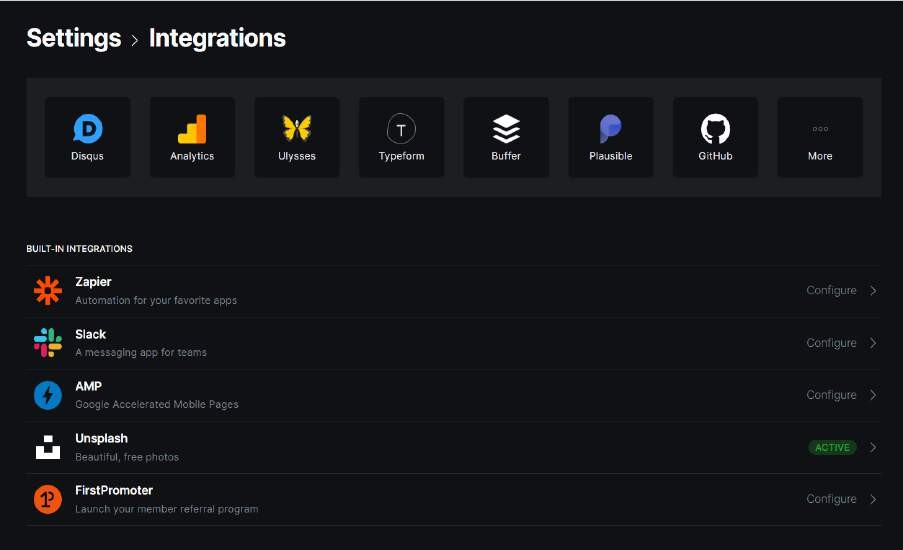 Settings > Integrations
Disqus
Analytics
Ulysses
Typeform
Buffer
Plausible
GitHub
More
BUILT-IN INTEGRATIONS
Zapier
Automation for your favorite apps
Configure
Slack
A messaging app for teams
Configure
AMP
Google Accelerated Mobile Pages
Configure
Unsplash
Beautiful, free photos
ACTIVE
FirstPromoter
Launch your member referral program
Configure